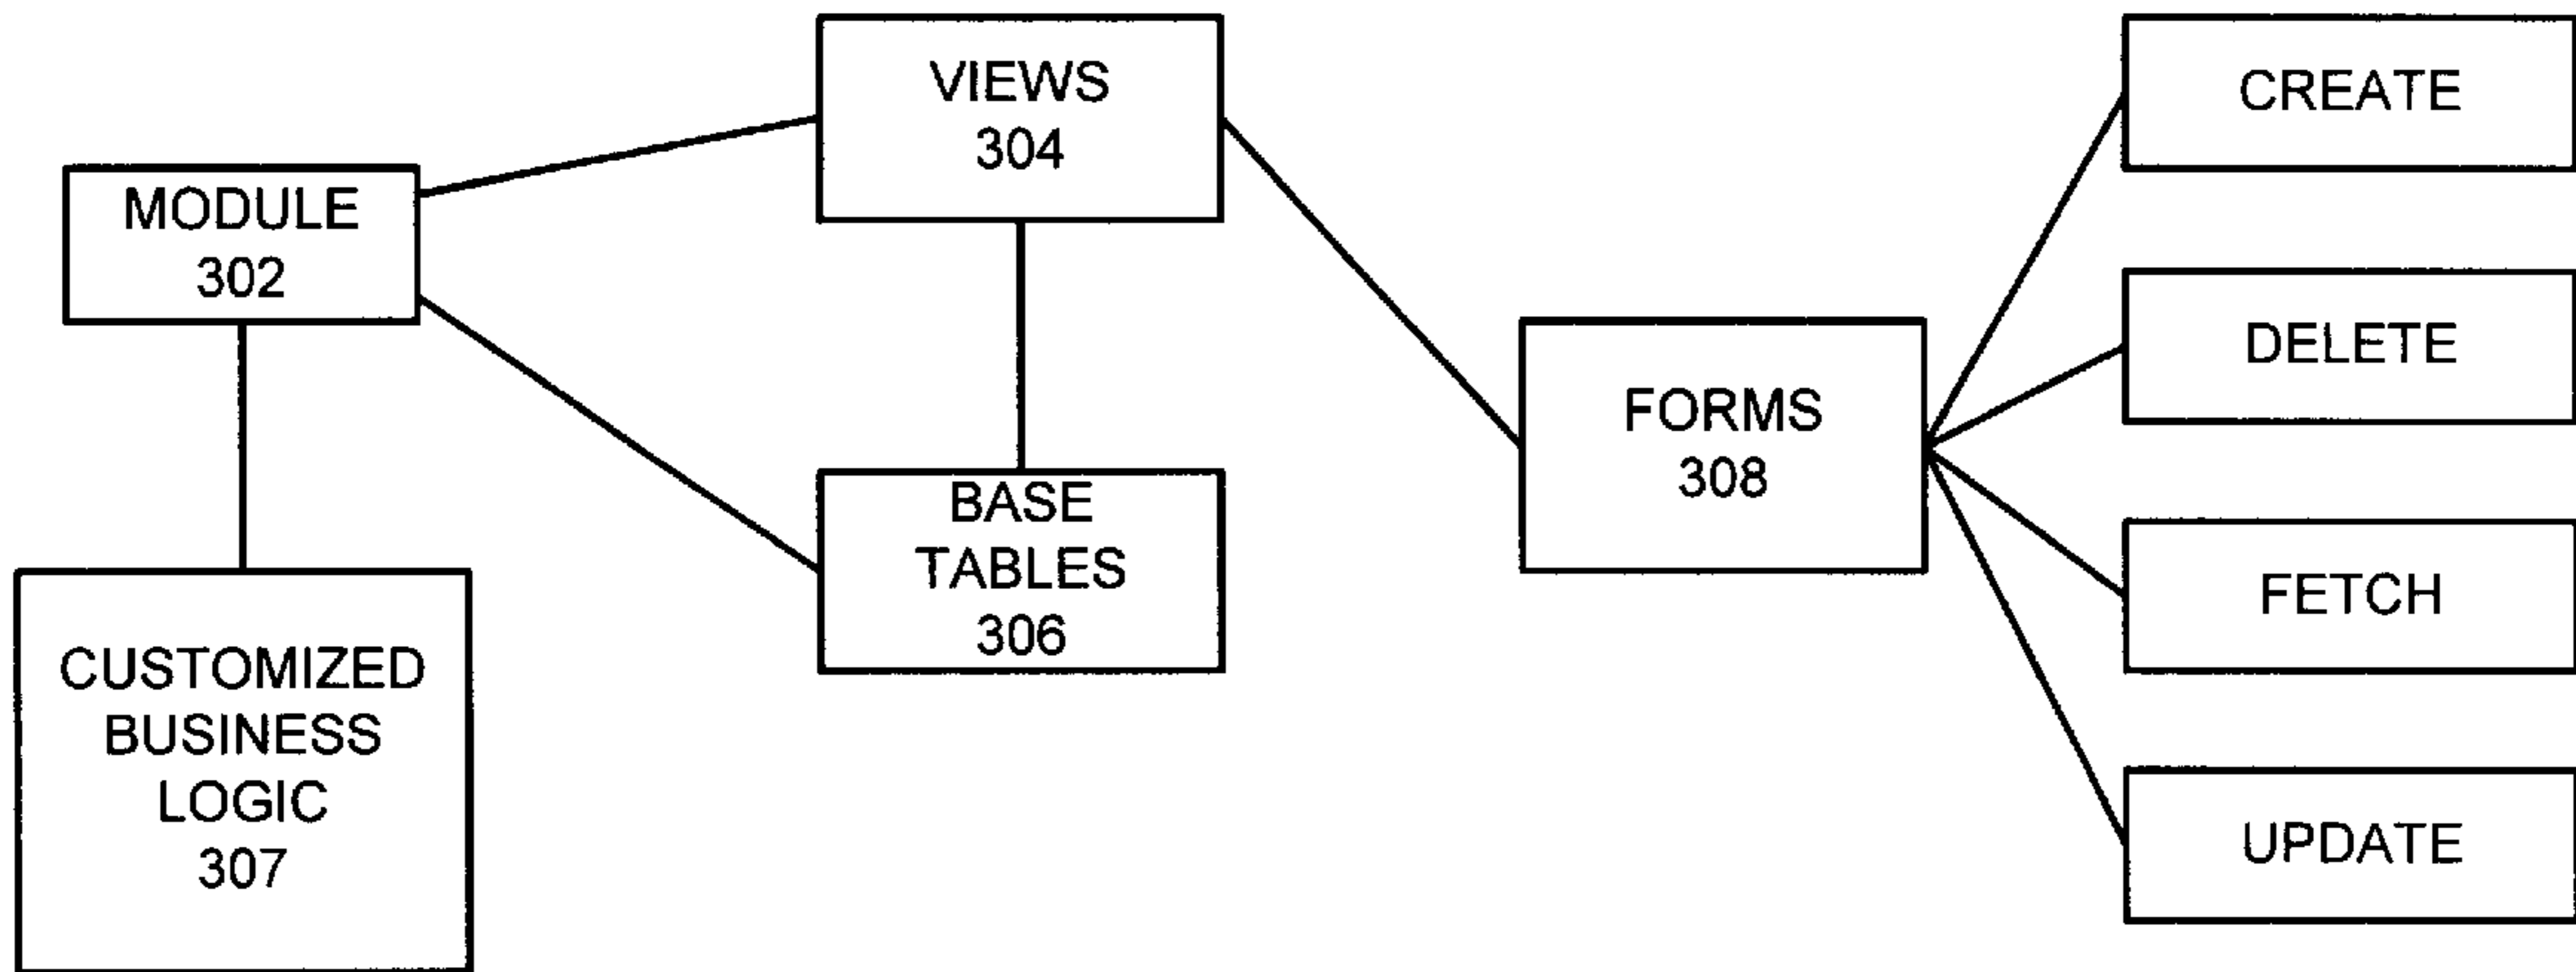 MODULE
302
CUSTOMIZED
BUSINESS
LOGIC
307
VIEWS
304
BASE
TABLES
306
FORMS
308
CREATE
DELETE
FETCH
UPDATE